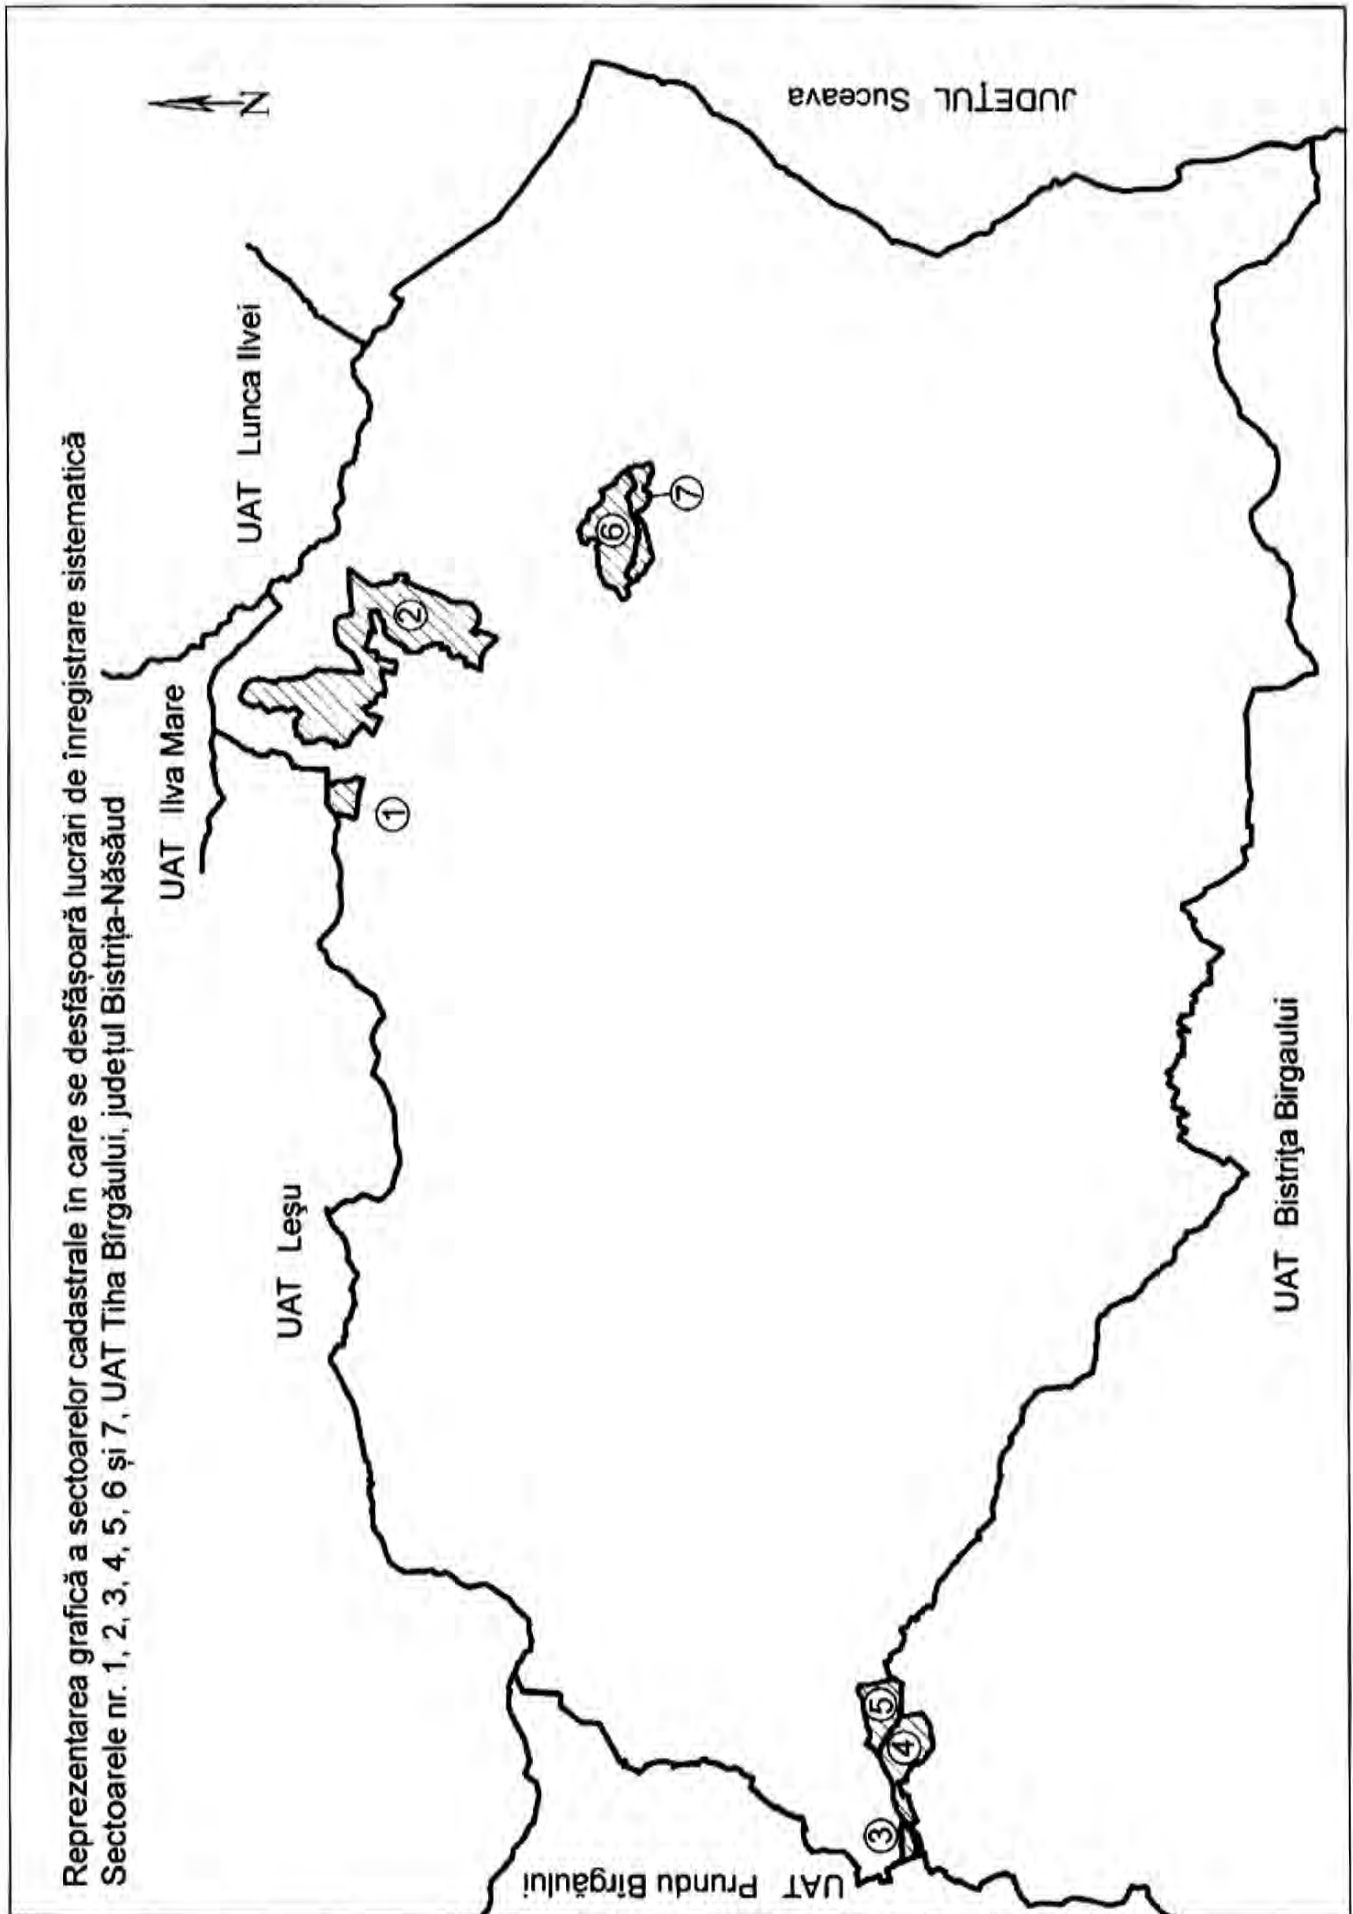 Reprezentarea grafică a sectoarelor cadastrale în care se desfășoară lucrări de înregistrare sistematică
Sectoarele nr. 1, 2, 3, 4, 5, 6 și 7, UAT Tiha Bîrgăului, județul Bistrița-Năsăud
N
UAT Ilva Mare
UAT Lunca Ilvei
UAT Leșu
JUDEȚUL Suceava
1
2
6
7
5
4
3
UAT Prundu Bîrgăului
UAT Bistrița Birgaului